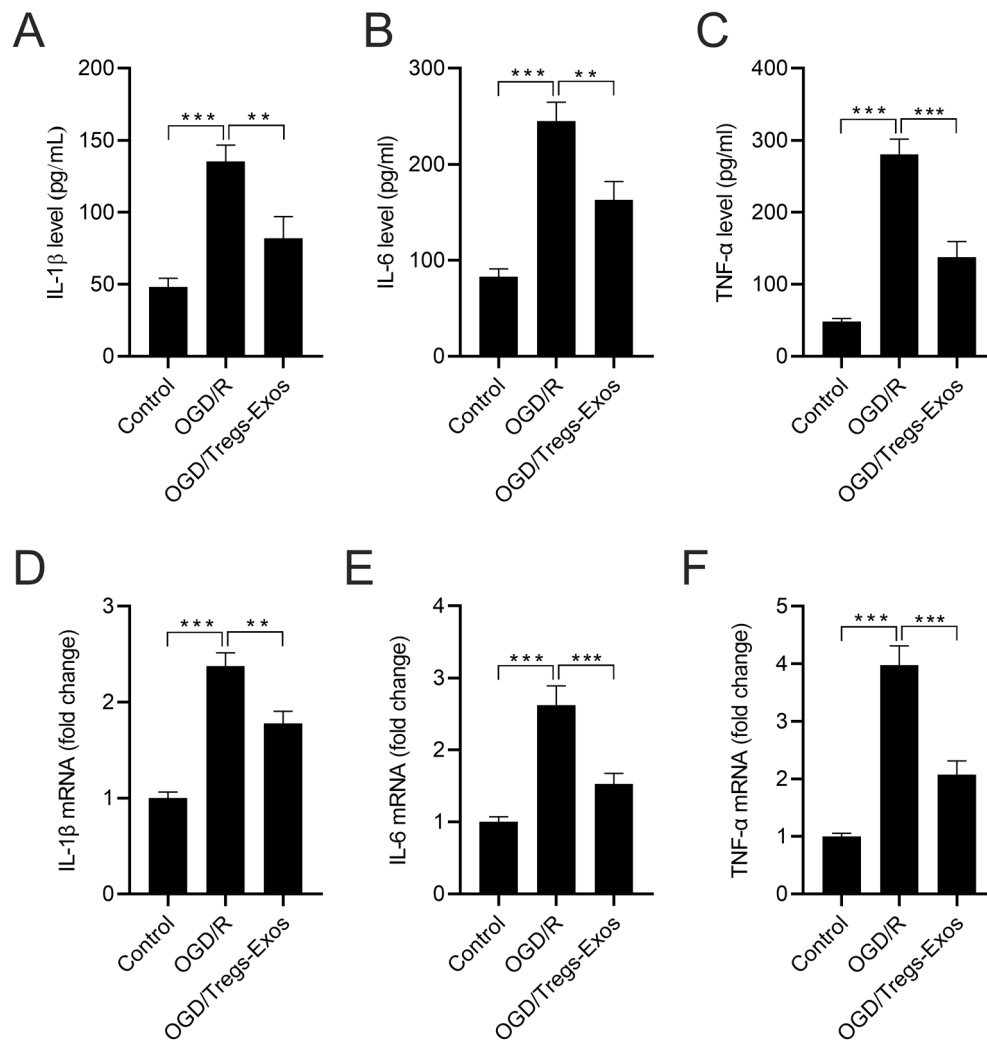 A
IL-1β level (pg/mL)
200
150
100
50
0
*** **
Control
OGD/R
OGD/Tregs-Exos
B
IL-6 level (pg/ml)
300
200
100
0
*** **
Control
OGD/R
OGD/Tregs-Exos
C
TNF-α level (pg/ml)
400
300
200
100
0
*** ***
Control
OGD/R
OGD/Tregs-Exos
D
IL-1β mRNA (fold change)
3
2
1
0
*** **
Control
OGD/R
OGD/Tregs-Exos
E
IL-6 mRNA (fold change)
4
3
2
1
0
*** ***
Control
OGD/R
OGD/Tregs-Exos
F
TNF-α mRNA (fold change)
5
4
3
2
1
0
*** ***
Control
OGD/R
OGD/Tregs-Exos